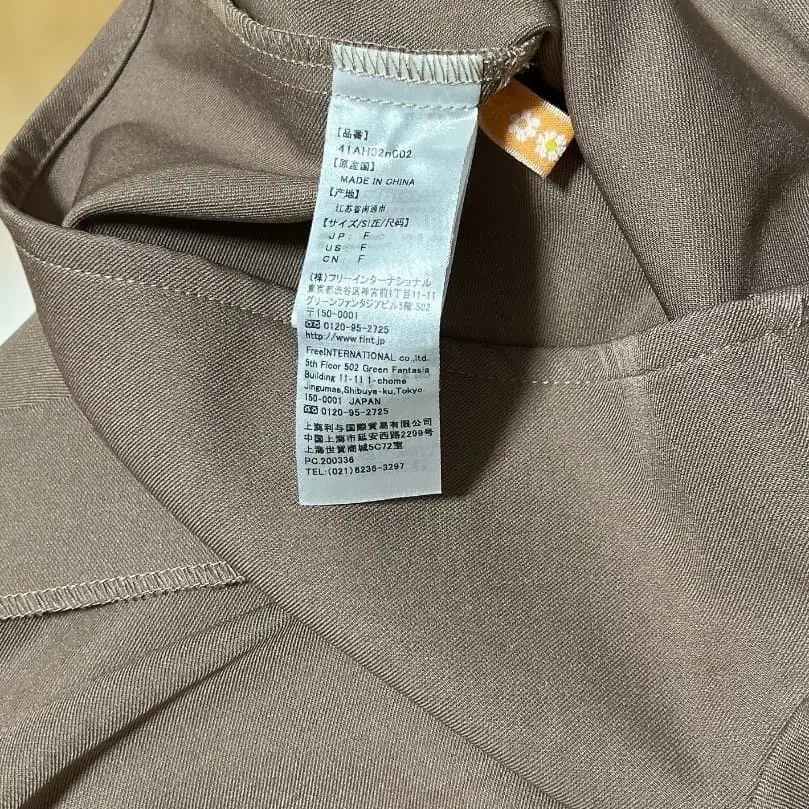 【品番】
41AH02n002
【原産国】
MADE IN CHINA
【产地】
江苏省南通市
【サイズ/SIZE/尺码】
JP: F
US: F
CN: F
(株)フリーインターナショナル
東京都渋谷区神宮前1丁目11-11
グリーンファンタジアビル5階-502
〒150-0001
0120-95-2725
http://www.fint.jp
FreeINTERNATIONAL co.,ltd.
5th Floor 502 Green Fantasia
Building 11-11 1-chome
Jingumae,Shibuya-ku,Tokyo.
150-0001 JAPAN
0120-95-2725
上海利与国際貿易有限公司
中国上海市延安西路2299号
上海世貿商城5C72室
PC.200336
TEL:(021)6236-3297